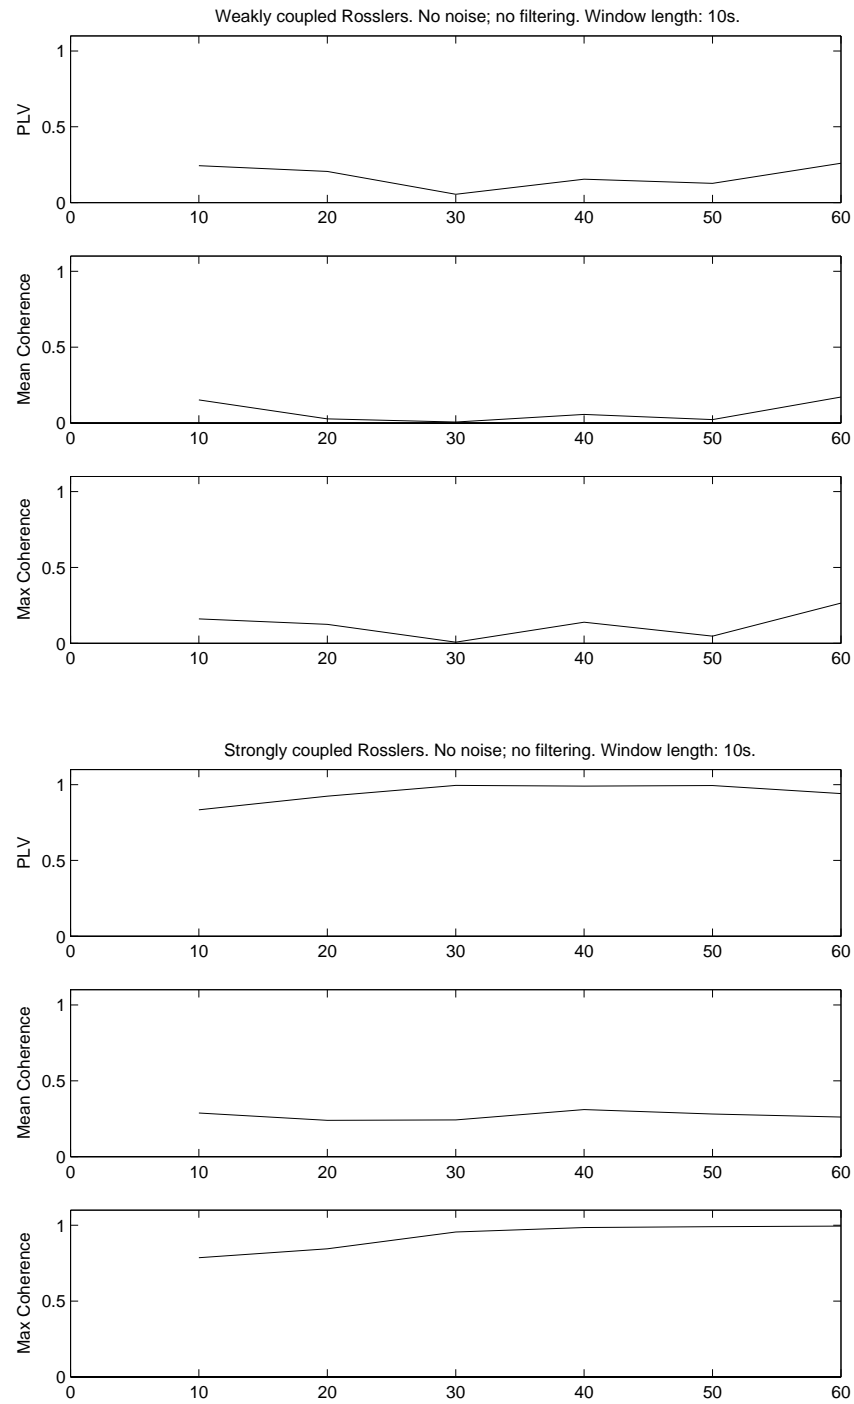 Weakly coupled Rosslers. No noise; no filtering. Window length: 10s.
1
0.5
0
PLV
0 10 20 30 40 50 60
1
0.5
0
Mean Coherence
0 10 20 30 40 50 60
1
0.5
0
Max Coherence
0 10 20 30 40 50 60
Strongly coupled Rosslers. No noise; no filtering. Window length: 10s.
1
0.5
0
PLV
0 10 20 30 40 50 60
1
0.5
0
Mean Coherence
0 10 20 30 40 50 60
1
0.5
0
Max Coherence
0 10 20 30 40 50 60